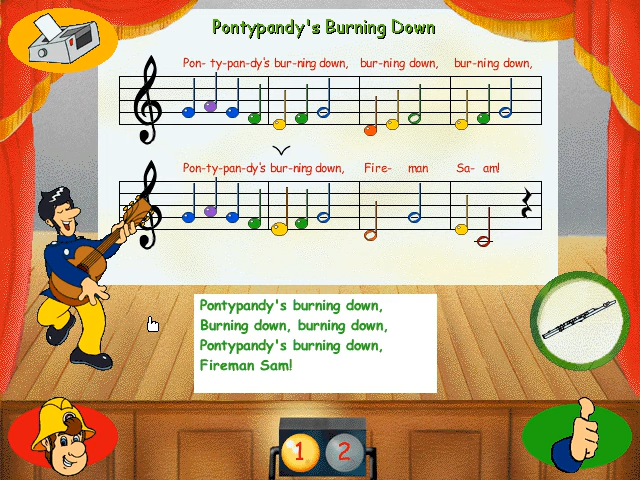 Pontypandy's Burning Down
Pon- ty-pan-dy's bur-ning down, bur-ning down, bur-ning down,
Pon-ty-pan-dy's bur-ning down, Fire- man Sa- am!
Pontypandy's burning down,
Burning down, burning down,
Pontypandy's burning down,
Fireman Sam!
1 2